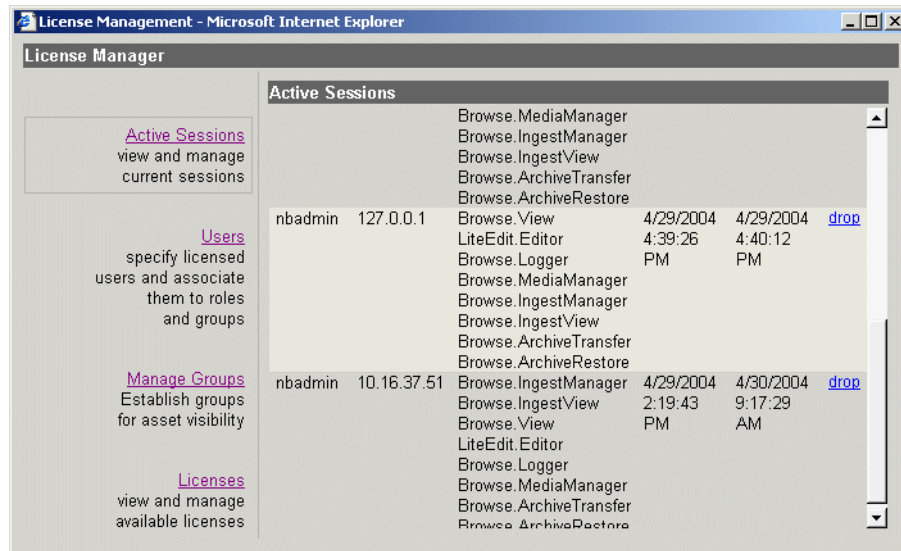 License Management - Microsoft Internet Explorer
License Manager
Active Sessions
view and manage
current sessions
Users
specify licensed
users and associate
them to roles
and groups
Manage Groups
Establish groups
for asset visibility
Licenses
view and manage
available licenses
Active Sessions
Browse.MediaManager
Browse.IngestManager
Browse.IngestView
Browse.ArchiveTransfer
Browse.ArchiveRestore
nbadmin 127.0.0.1 Browse.View 4/29/2004 4/29/2004 drop
LiteEdit.Editor 4:39:26 4:40:12
Browse.Logger PM PM
Browse.MediaManager
Browse.IngestManager
Browse.IngestView
Browse.ArchiveTransfer
Browse.ArchiveRestore
nbadmin 10.16.37.51 Browse.IngestManager 4/29/2004 4/30/2004 drop
Browse.IngestView 2:19:43 9:17:29
Browse.View PM AM
LiteEdit.Editor
Browse.Logger
Browse.MediaManager
Browse.ArchiveTransfer
Browse.ArchiveRestore